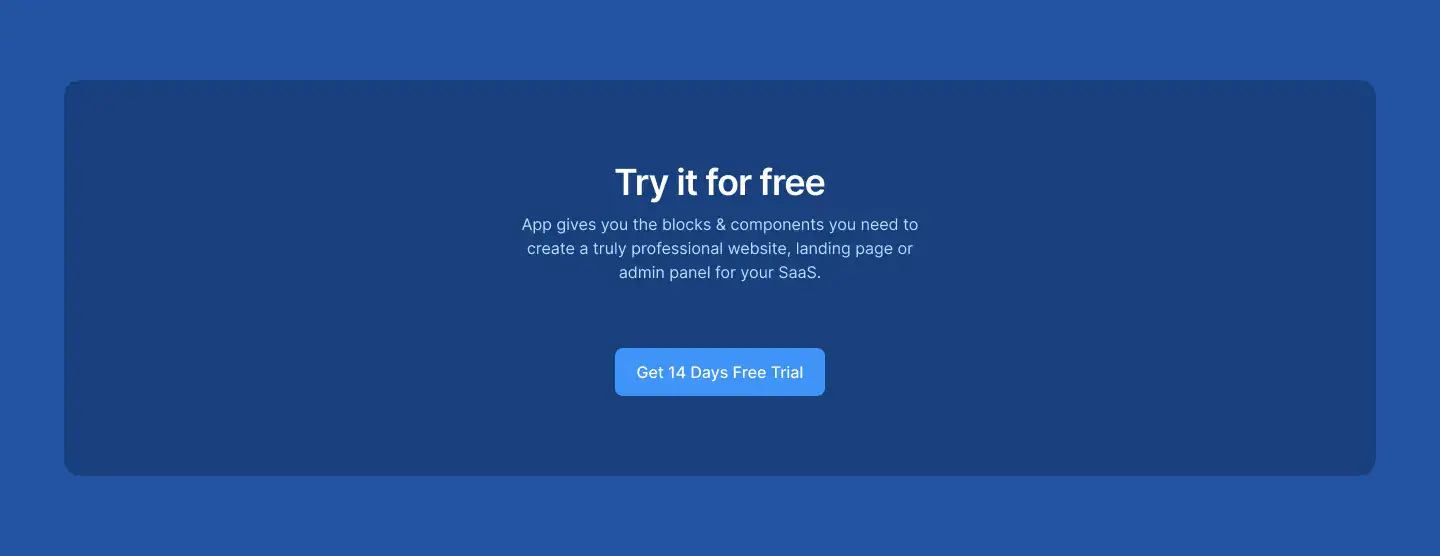 Try it for free
App gives you the blocks & components you need to
create a truly professional website, landing page or
admin panel for your SaaS.
Get 14 Days Free Trial